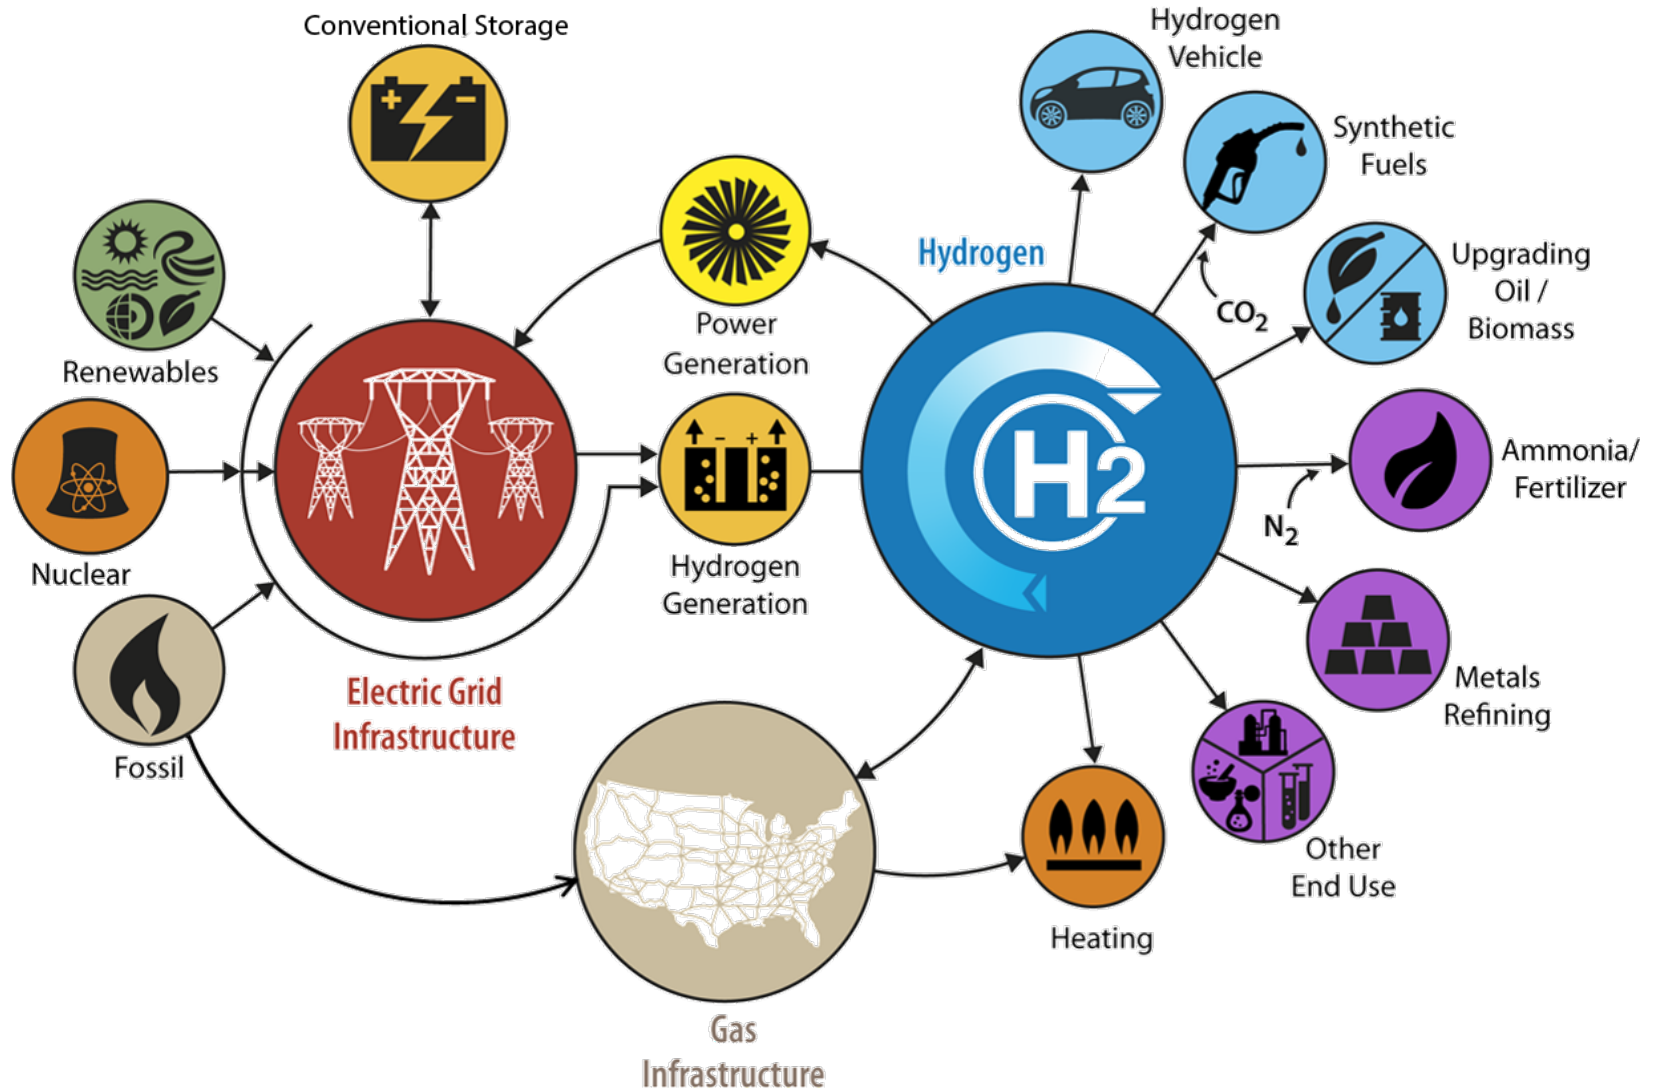 Conventional Storage
+ -
Hydrogen
Vehicle
Synthetic
Fuels
CO2
Upgrading
Oil /
Biomass
Renewables
Power
Generation
Hydrogen
H2
- +
Ammonia/
Fertilizer
N2
Nuclear
Hydrogen
Generation
Electric Grid
Infrastructure
Metals
Refining
Fossil
Other
End Use
Heating
Gas
Infrastructure